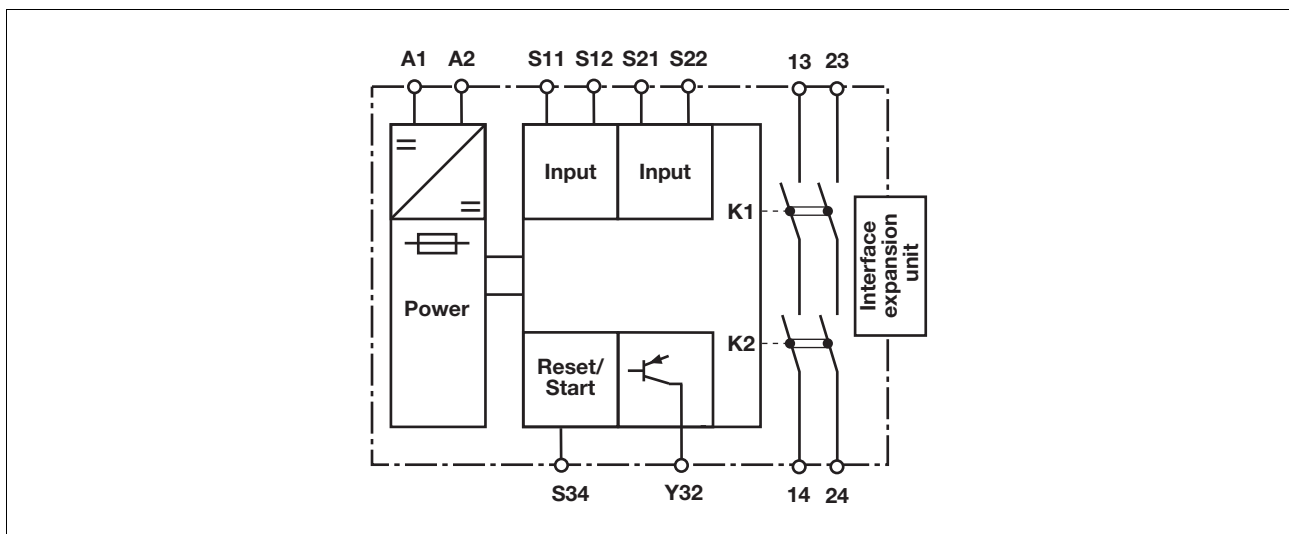 A1 A2 S11 S12 S21 S22 13 23
Input Input
K1
Interface
expansion
unit
Power
K2
Reset/
Start
S34 Y32 14 24